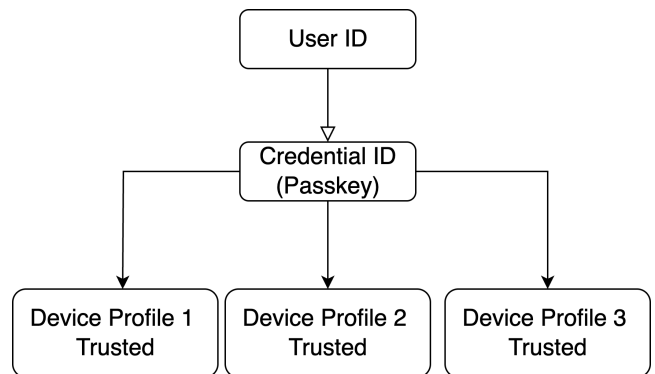 User ID
Credential ID
(Passkey)
Device Profile 1
Trusted
Device Profile 2
Trusted
Device Profile 3
Trusted